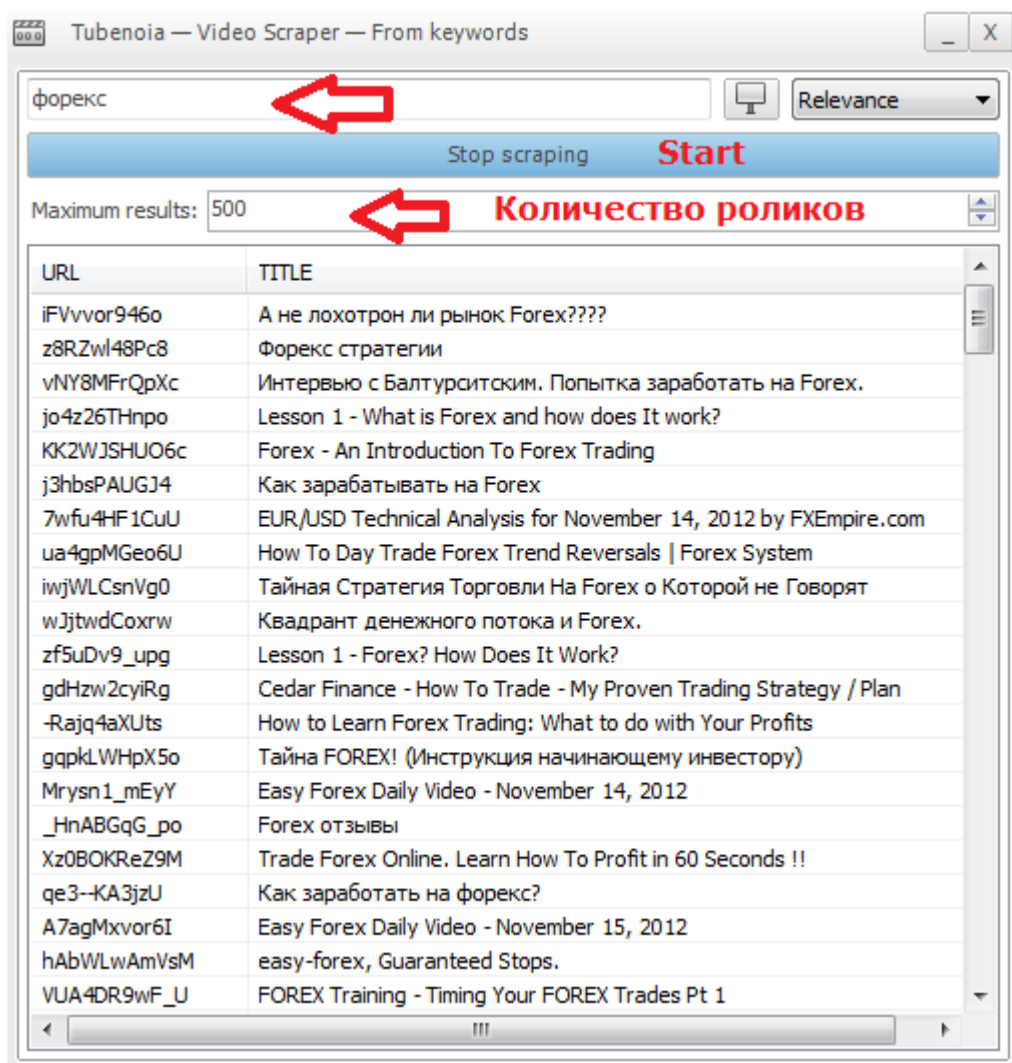 Tubenoia — Video Scraper — From keywords
_ X
форекс
Relevance
Stop scraping Start
Maximum results: 500 Количество роликов
URL TITLE
iFVvvor946o А не лохотрон ли рынок Forex????
z8RZwl48Pc8 Форекс стратегии
vNY8MFrQpXc Интервью с Балтурситским. Попытка заработать на Forex.
jo4z26THnpo Lesson 1 - What is Forex and how does It work?
KK2WJSHUO6c Forex - An Introduction To Forex Trading
j3hbsPAUGJ4 Как зарабатывать на Forex
7wfu4HF1CuU EUR/USD Technical Analysis for November 14, 2012 by FXEmpire.com
ua4gpMGeo6U How To Day Trade Forex Trend Reversals | Forex System
iwjWLCsnVg0 Тайная Стратегия Торговли На Forex о Которой не Говорят
wJjtwdCoxrw Квадрант денежного потока и Forex.
zf5uDv9_upg Lesson 1 - Forex? How Does It Work?
gdHzw2cyiRg Cedar Finance - How To Trade - My Proven Trading Strategy / Plan
-Rajq4aXUts How to Learn Forex Trading: What to do with Your Profits
gqpkLWHpX5o Тайна FOREX! (Инструкция начинающему инвестору)
Mrysn1_mEyY Easy Forex Daily Video - November 14, 2012
_HnABGqG_po Forex отзывы
Xz0BOKReZ9M Trade Forex Online. Learn How To Profit in 60 Seconds !!
qe3--KA3jzU Как заработать на форекс?
A7agMxvor6I Easy Forex Daily Video - November 15, 2012
hAbWLwAmVsM easy-forex, Guaranteed Stops.
VUA4DR9wF_U FOREX Training - Timing Your FOREX Trades Pt 1